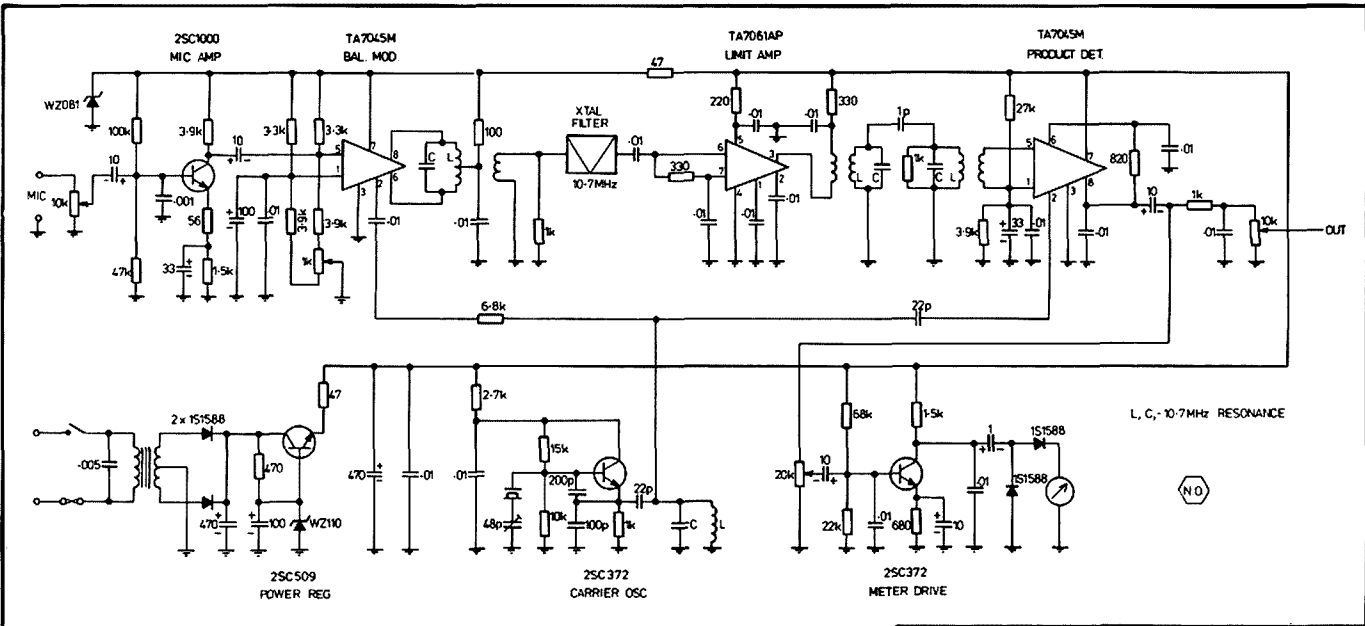 2SC1000
MIC AMP
TA7045M
BAL. MOD.
TA7061AP
LIMIT AMP
TA7045M
PRODUCT DET.
WZ081
100k
3·9k
10
3·3k
3·3k
5
1
7
8
6
3
2
C
L
100
47
XTAL
FILTER
10·7MHz
·01
330
220
·01
·01
330
6
7
5
3
2
1
4
1p
L
C
1k
C
L
27k
5
1
6
7
8
3
2
820
·01
10
1k
10k
OUT
MIC
10k
10
·001
56
100
·01
3·9k
3·9k
·01
·01
1k
·01
·01
·01
3·9k
33
·01
·01
·01
47k
33
1·5k
1k
6·8k
22p
2 x 1S1588
47
2·7k
68k
1·5k
L, C,- 10·7MHz RESONANCE
·005
470
470
·01
·01
15k
200p
22p
20k
10
1
1S1588
·01
1S1588
N.O
470
100
WZ110
48p
10k
100p
1k
C
L
22k
·01
680
10
2SC509
POWER REG
2SC372
CARRIER OSC
2SC372
METER DRIVE